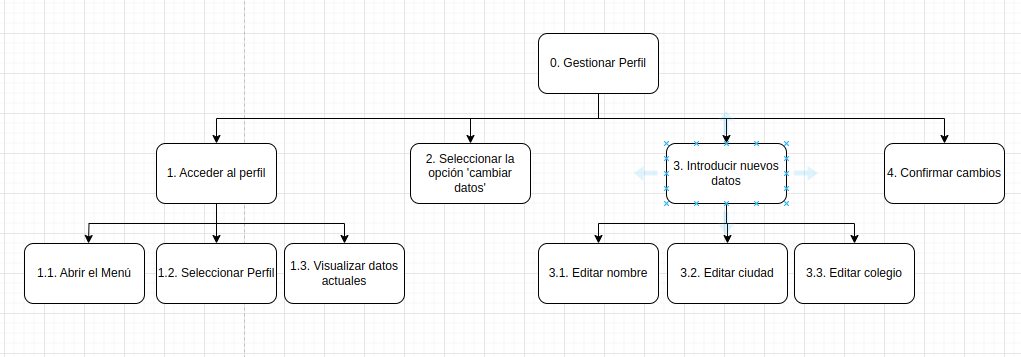 0. Gestionar Perfil
1. Acceder al perfil
2. Seleccionar la
opción 'cambiar
datos'
3. Introducir nuevos
datos
4. Confirmar cambios
1.1. Abrir el Menú
1.2. Seleccionar Perfil
1.3. Visualizar datos
actuales
3.1. Editar nombre
3.2. Editar ciudad
3.3. Editar colegio